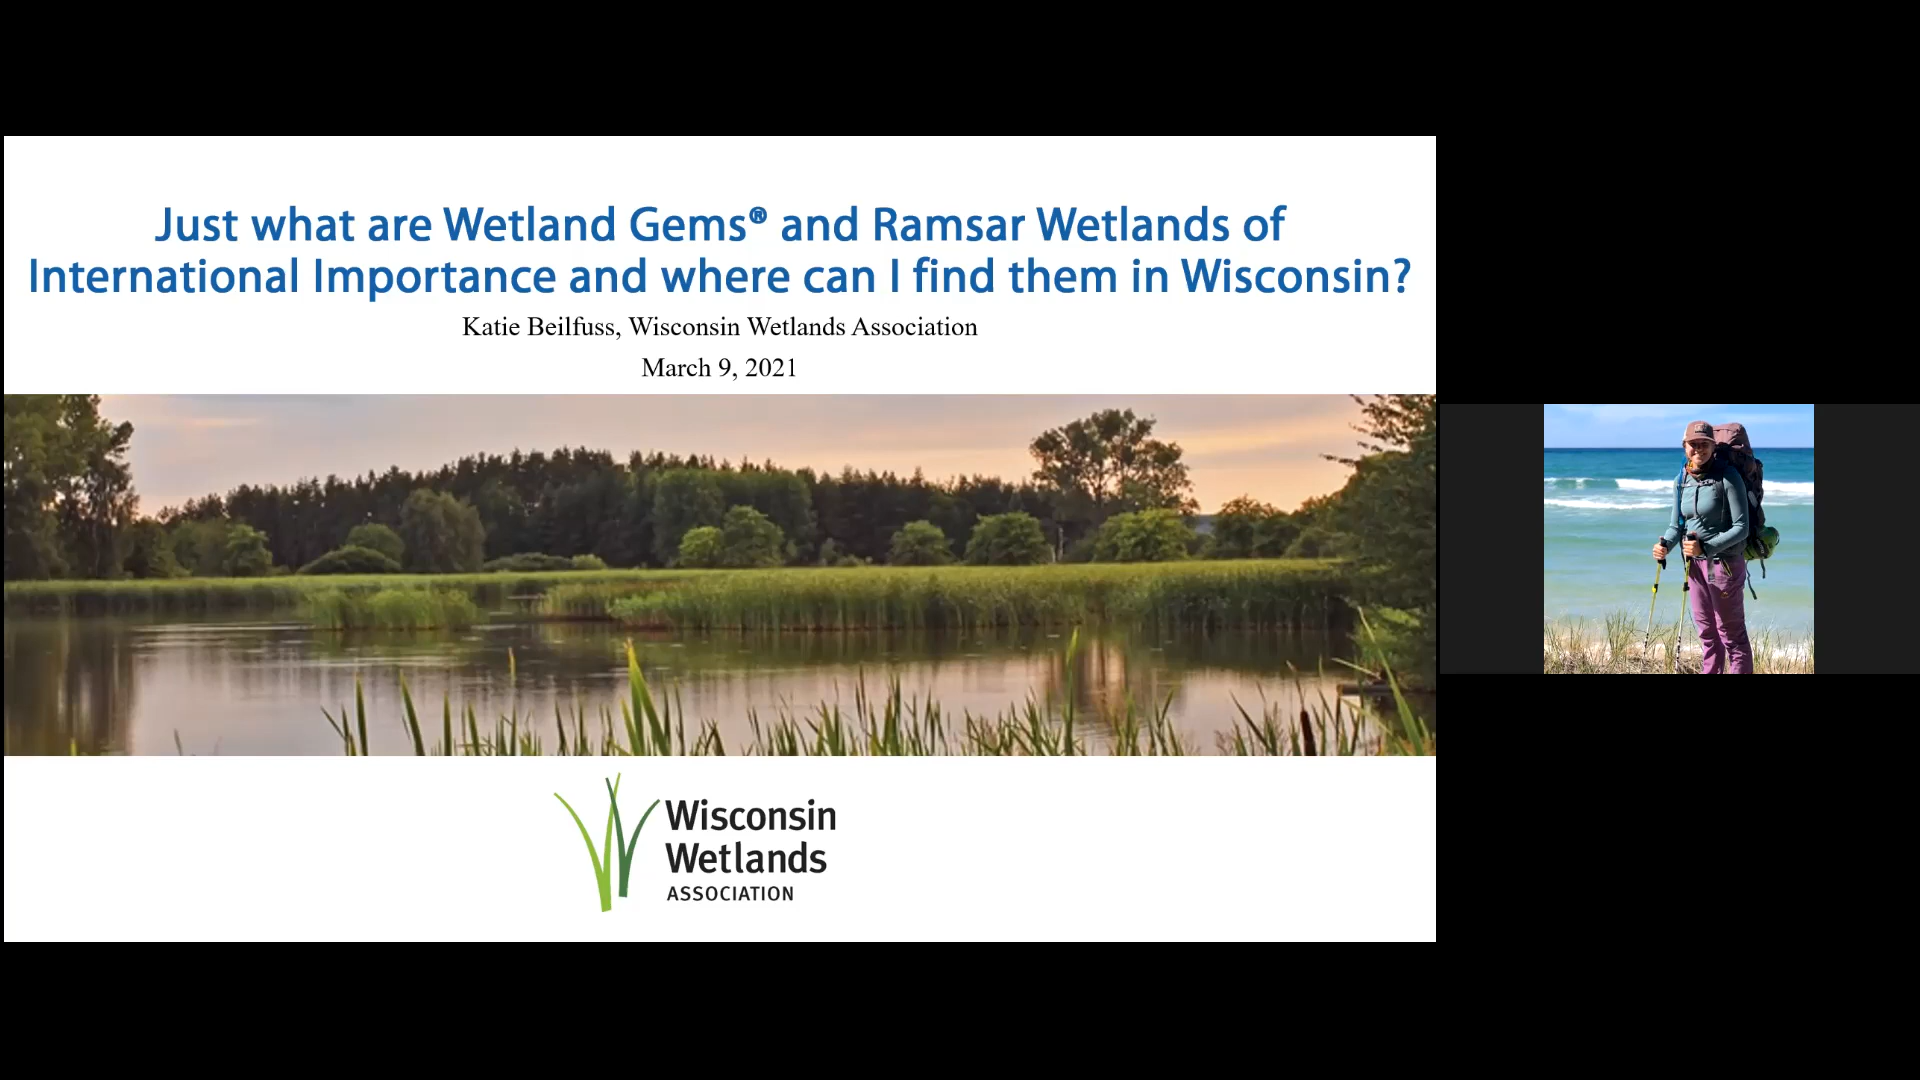 Just what are Wetland Gems® and Ramsar Wetlands of
International Importance and where can I find them in Wisconsin?
Katie Beilfuss, Wisconsin Wetlands Association
March 9, 2021
Wisconsin
Wetlands
ASSOCIATION